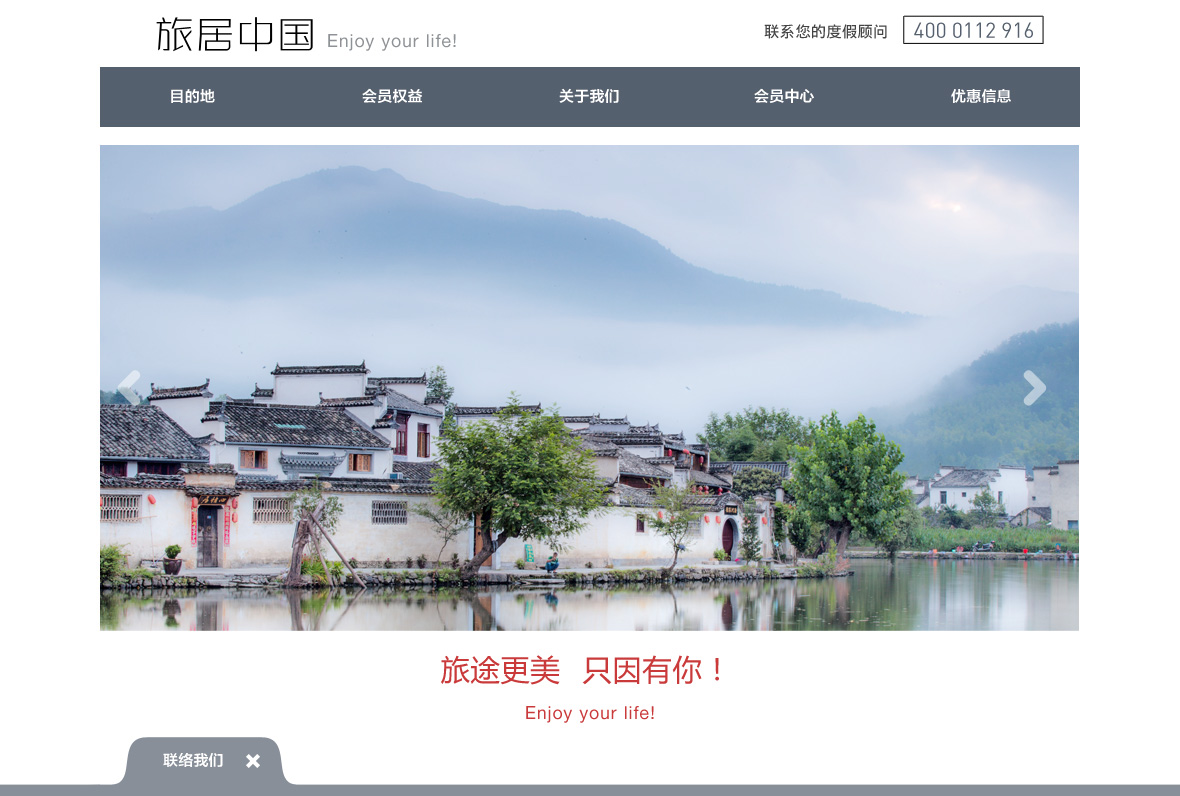 旅居中国 Enjoy your life!
联系您的度假顾问 400 0112 916
目的地 会员权益 关于我们 会员中心 优惠信息
旅途更美 只因有你！
Enjoy your life!
联络我们